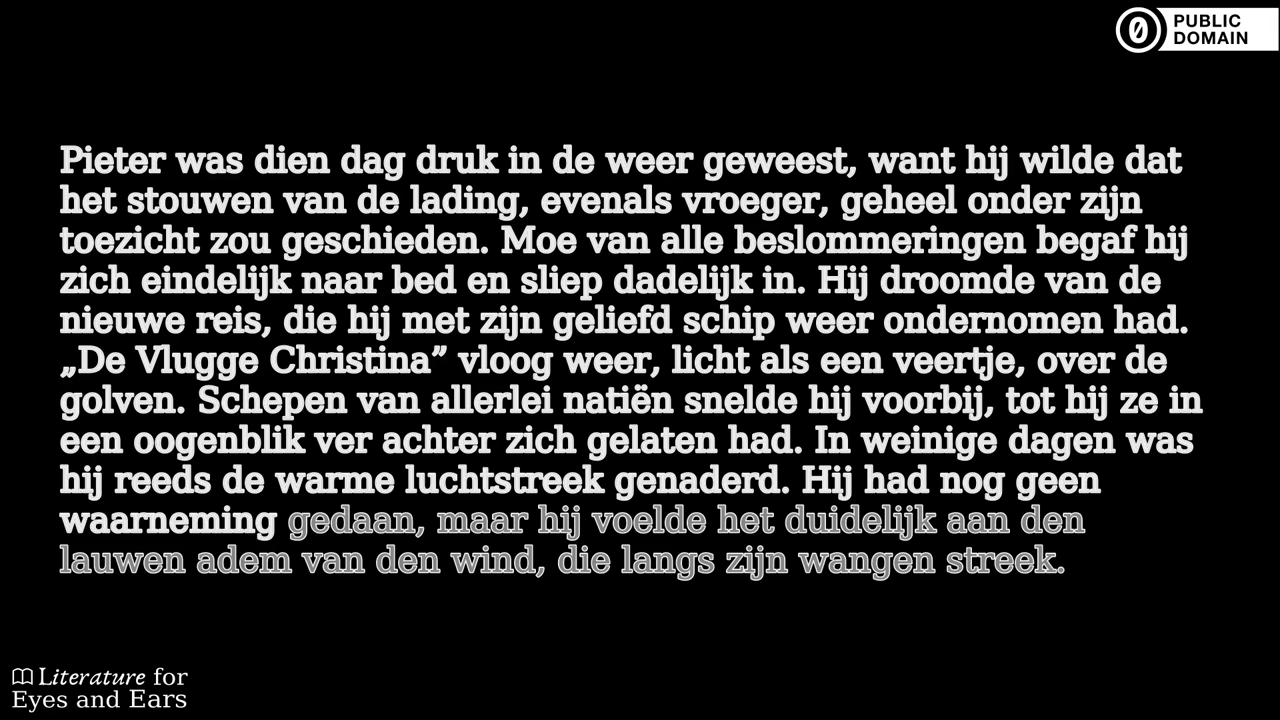 PUBLIC
DOMAIN
Pieter was dien dag druk in de weer geweest, want hij wilde dat
het stouwen van de lading, evenals vroeger, geheel onder zijn
toezicht zou geschieden. Moe van alle beslommeringen begaf hij
zich eindelijk naar bed en sliep dadelijk in. Hij droomde van de
nieuwe reis, die hij met zijn geliefd schip weer ondernomen had.
„De Vlugge Christina” vloog weer, licht als een veertje, over de
golven. Schepen van allerlei natiën snelde hij voorbij, tot hij ze in
een oogenblik ver achter zich gelaten had. In weinige dagen was
hij reeds de warme luchtstreek genaderd. Hij had nog geen
waarneming gedaan, maar hij voelde het duidelijk aan den
lauwen adem van den wind, die langs zijn wangen streek.
Literature for
Eyes and Ears